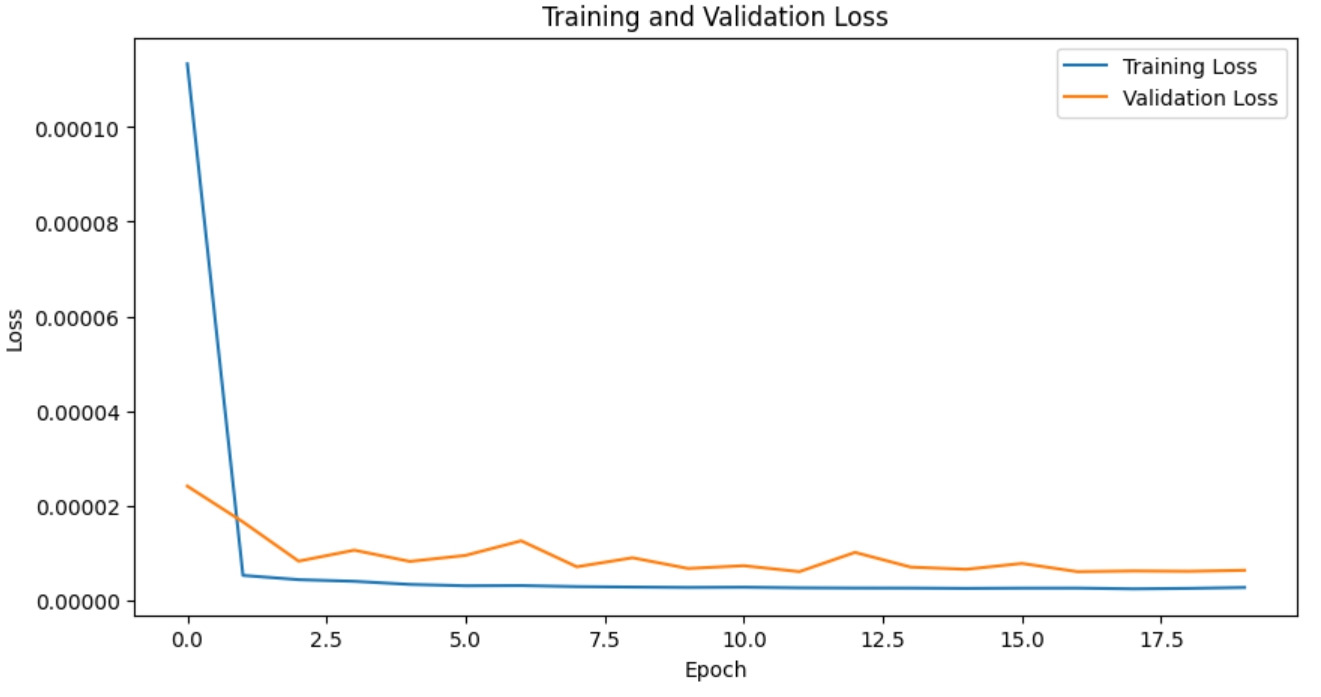 Training and Validation Loss
Training Loss
Validation Loss
0.00010
0.00008
0.00006
0.00004
0.00002
0.00000
Loss
0.0 2.5 5.0 7.5 10.0 12.5 15.0 17.5
Epoch